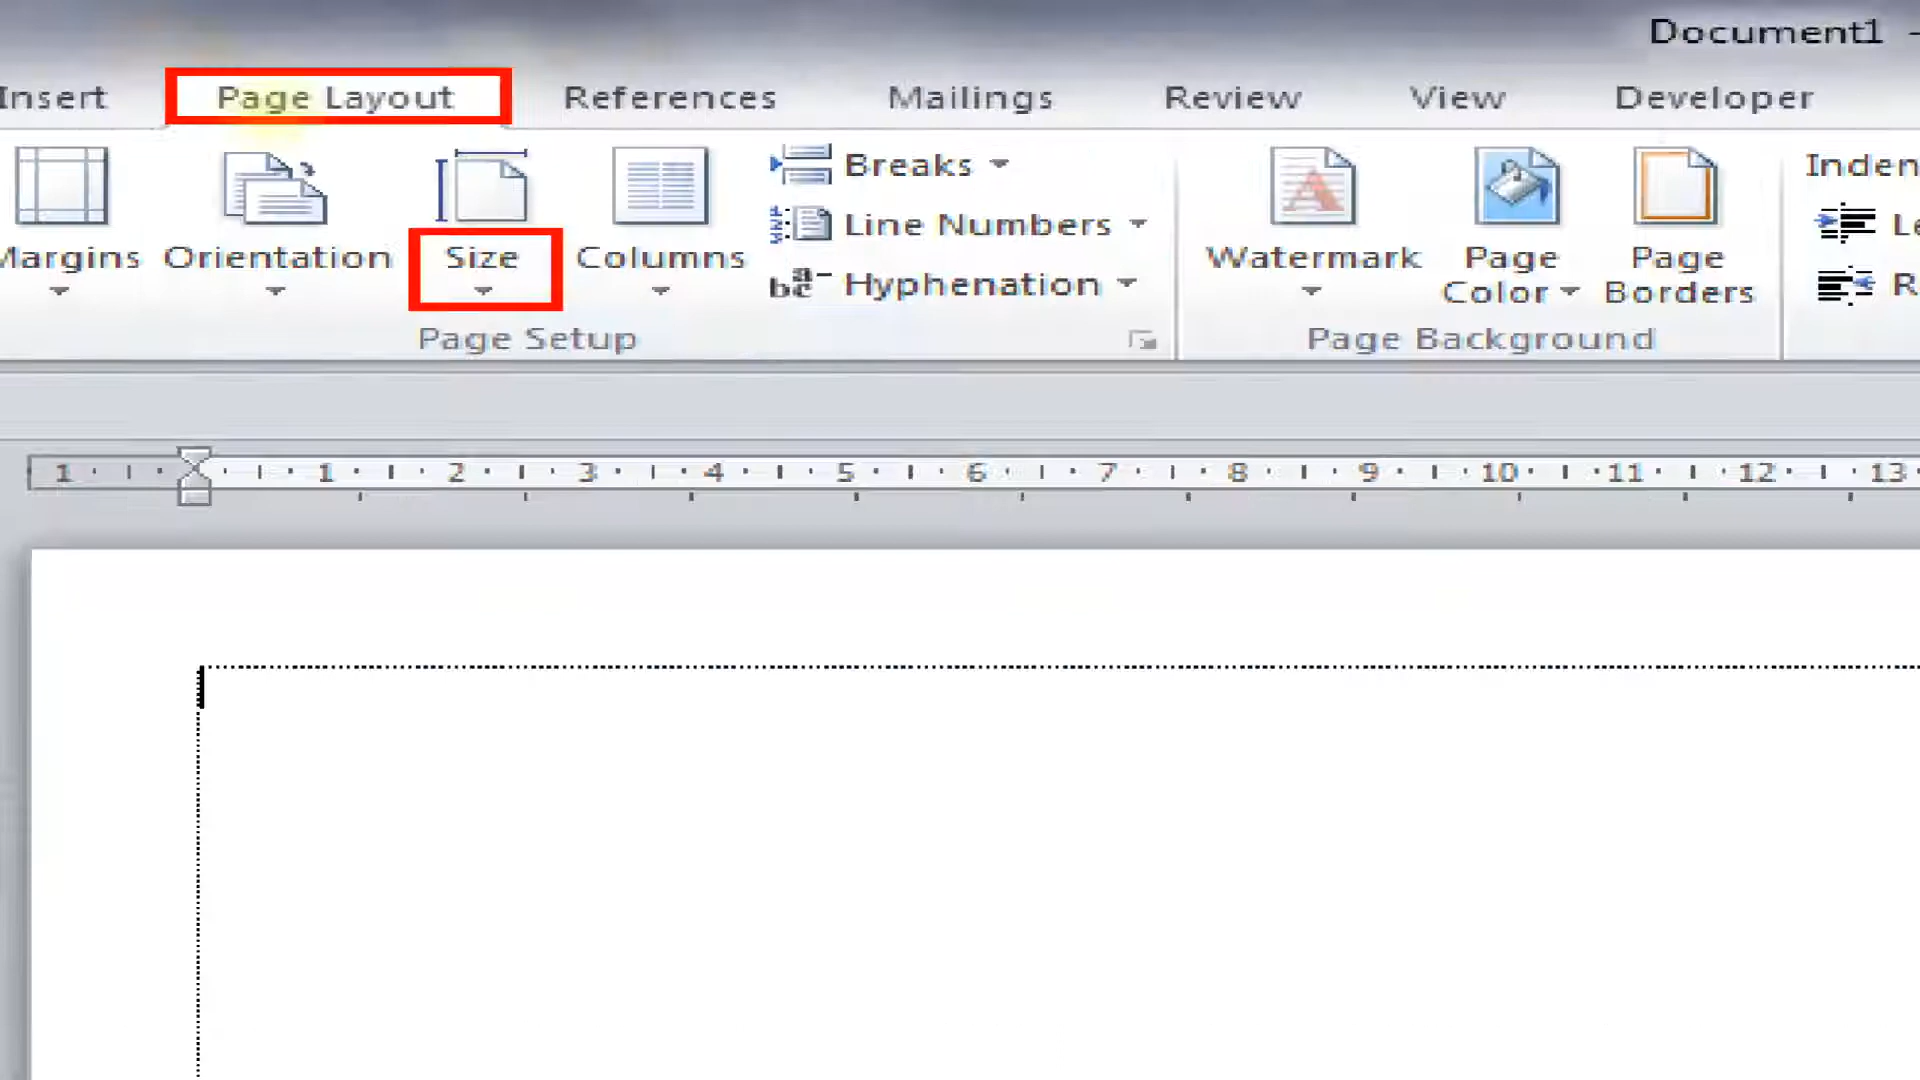 Document1 -
Insert Page Layout References Mailings Review View Developer
Breaks
Line Numbers
Hyphenation
Margins Orientation Size Columns
Watermark Page Color Page Borders
Inden
Le
R
Page Setup Page Background
1 1 2 3 4 5 6 7 8 9 10 11 12 13